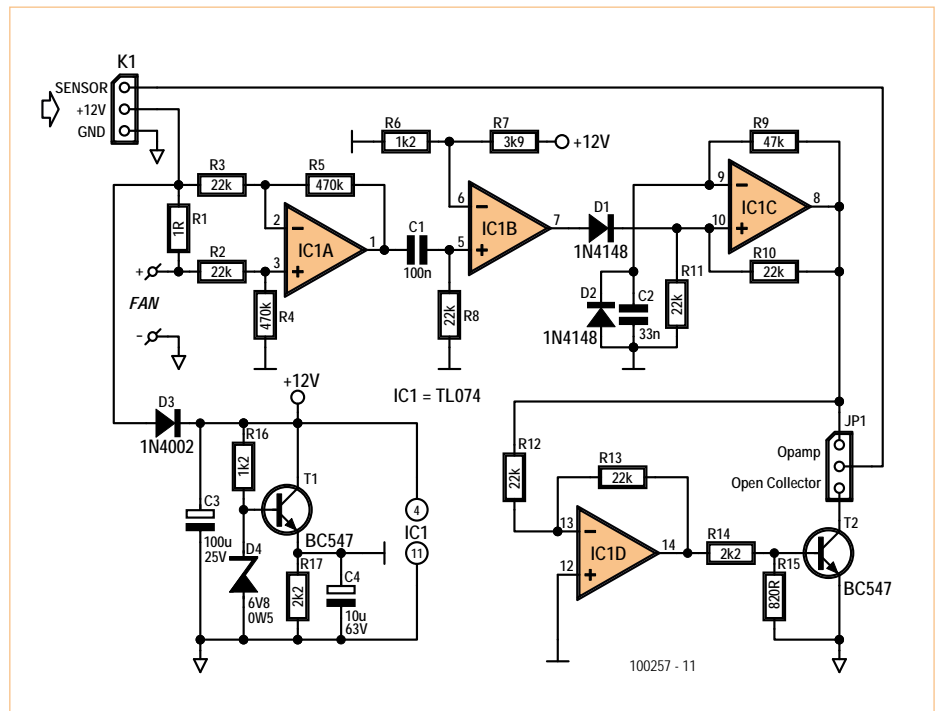 K1
SENSOR
+12V
GND
R3
22k
R5
470k
R6
1k2
R7
3k9
+12V
R9
47k
R1
1R
2
3
1
IC1A
C1
100n
6
5
7
IC1B
D1
1N4148
9
10
8
IC1C
R2
22k
R4
470k
R8
22k
R11
22k
R10
22k
D2
1N4148
C2
33n
+
FAN
-
+12V
IC1 = TL074
D3
1N4002
R16
1k2
T1
BC547
C3
100u
25V
D4
6V8
0W5
R17
2k2
C4
10u
63V
4
IC1
11
R12
22k
R13
22k
13
12
14
IC1D
R14
2k2
R15
820R
JP1
Opamp
Open Collector
T2
BC547
100257 - 11